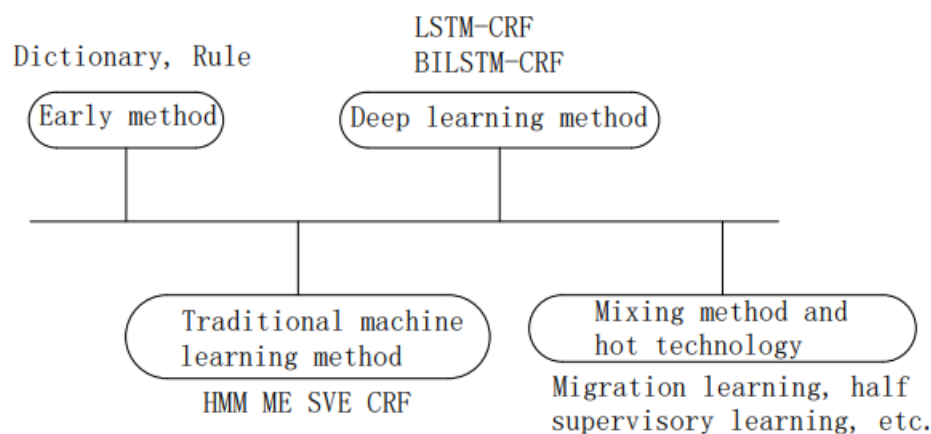 Dictionary, Rule
Early method
LSTM-CRF
BILSTM-CRF
Deep learning method
Traditional machine
learning method
HMM ME SVE CRF
Mixing method and
hot technology
Migration learning, half
supervisory learning, etc.